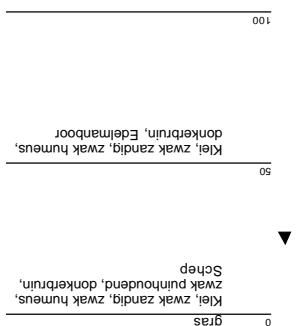 0 gras
Klei, zwak zandig, zwak humeus,
zwak puinhoudend, donkerbruin,
Schep
50
Klei, zwak zandig, zwak humeus,
donkerbruin, Edelmanboor
100